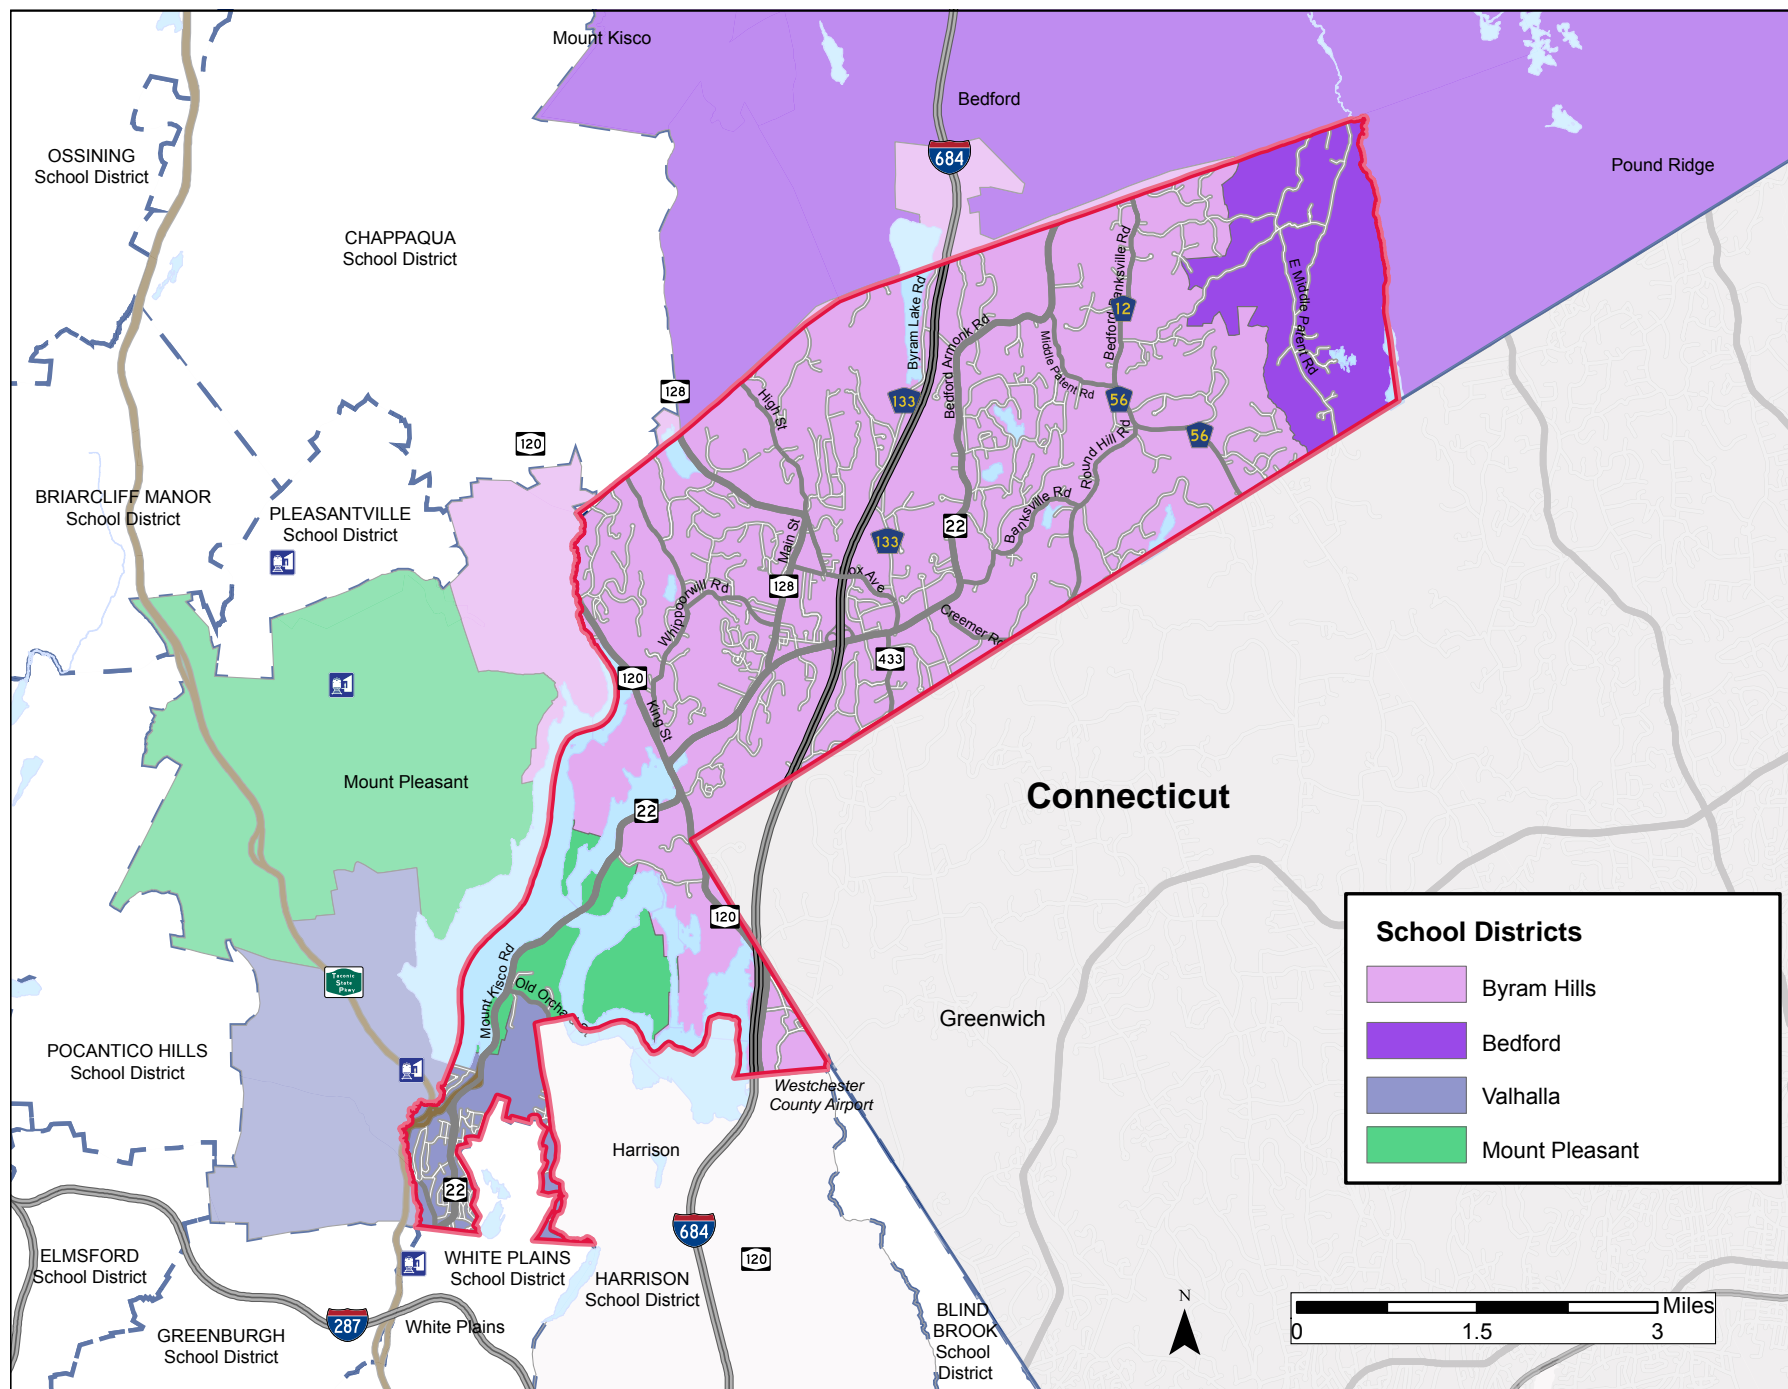 Mount Kisco
Bedford
684
Pound Ridge
OSSINING
School District
CHAPPAQUA
School District
Bedford Banksville Rd
12
E Middle Patent Rd
Byram Lake Rd
Bedford Armonk Rd
Middle Patent Rd
128
High St
133
56
56
120
Round Hill Rd
BRIARCLIFF MANOR
School District
PLEASANTVILLE
School District
Banksville Rd
22
Main St
133
128
Whippoorwill Rd
ox Ave
Creemer Rd
433
120
King St
Mount Pleasant
22
Connecticut
120
School Districts
Byram Hills
Bedford
Valhalla
Mount Pleasant
Taconic
State
Pkwy
Mount Kisco Rd
Old Orchard S
Greenwich
POCANTICO HILLS
School District
Westchester
County Airport
Harrison
22
684
120
ELMSFORD
School District
WHITE PLAINS
School District
HARRISON
School District
287
White Plains
GREENBURGH
School District
BLIND
BROOK
School
District
N
Miles
0 1.5 3